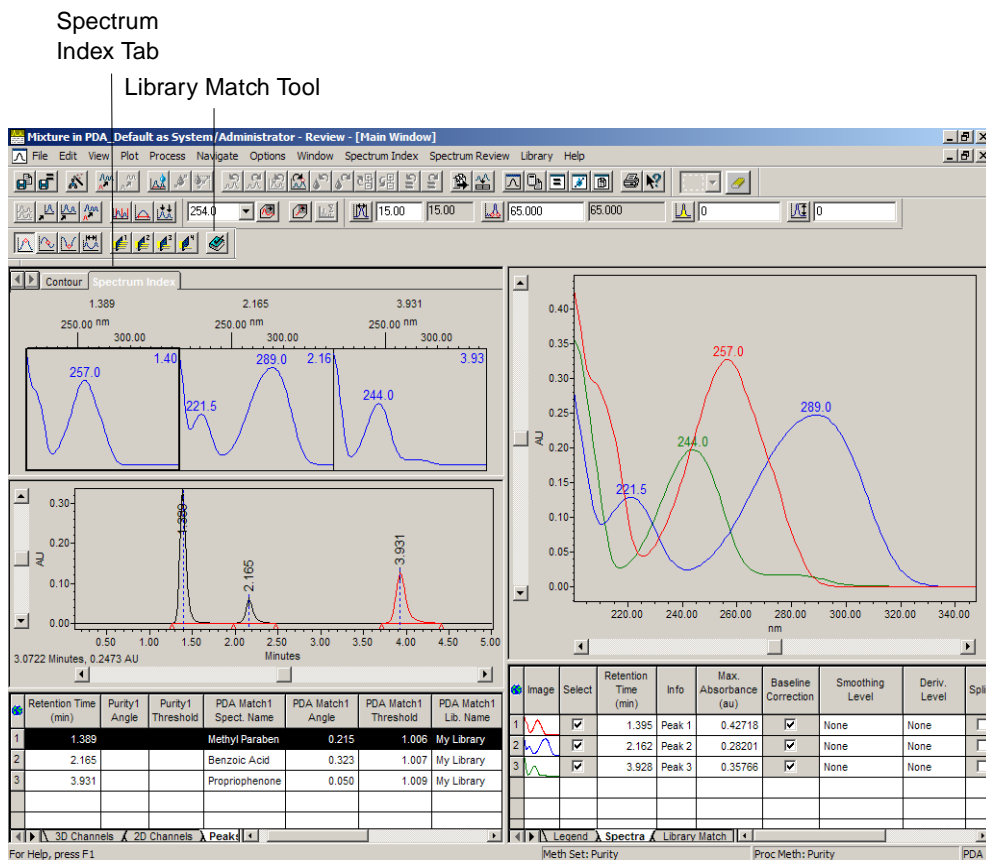 Spectrum
Index Tab
Library Match Tool
Mixture in PDA_Default as System/Administrator - Review - [Main Window]
File Edit View Plot Process Navigate Options Window Spectrum Index Spectrum Review Library Help
254.0 15.00 15.00 65.000 65.000 0 0
Contour Spectrum Index
1.389 2.165 3.931
250.00 nm 250.00 nm 250.00 nm
300.00 300.00 300.00
1.40 289.0 2.16 3.93
257.0
244.0
221.5
0.30
0.20
0.10
0.00
AU
1.389
2.165
3.931
0.50 1.00 1.50 2.00 2.50 3.00 3.50 4.00 4.50 5.00
Minutes
3.0722 Minutes, 0.2473 AU
0.40
0.35
0.30
0.25
0.20
0.15
0.10
0.05
0.00
AU
257.0
289.0
244.0
221.5
220.00 240.00 260.00 280.00 300.00 320.00 340.00
nm
Retention Time (min) Purity1 Angle Purity1 Threshold PDA Match1 Spect. Name PDA Match1 Angle PDA Match1 Threshold PDA Match1 Lib. Name
1 1.389 Methyl Paraben 0.215 1.006 My Library
2 2.165 Benzoic Acid 0.323 1.007 My Library
3 3.931 Propriophenone 0.050 1.009 My Library
3D Channels 2D Channels Peaks
Image Select Retention Time (min) Info Max. Absorbance (au) Baseline Correction Smoothing Level Deriv. Level Spli
1 1.395 Peak 1 0.42718 None None
2 2.162 Peak 2 0.28201 None None
3 3.928 Peak 3 0.35766 None None
Legend Spectra Library Match
For Help, press F1 Meth Set: Purity Proc Meth: Purity PDA